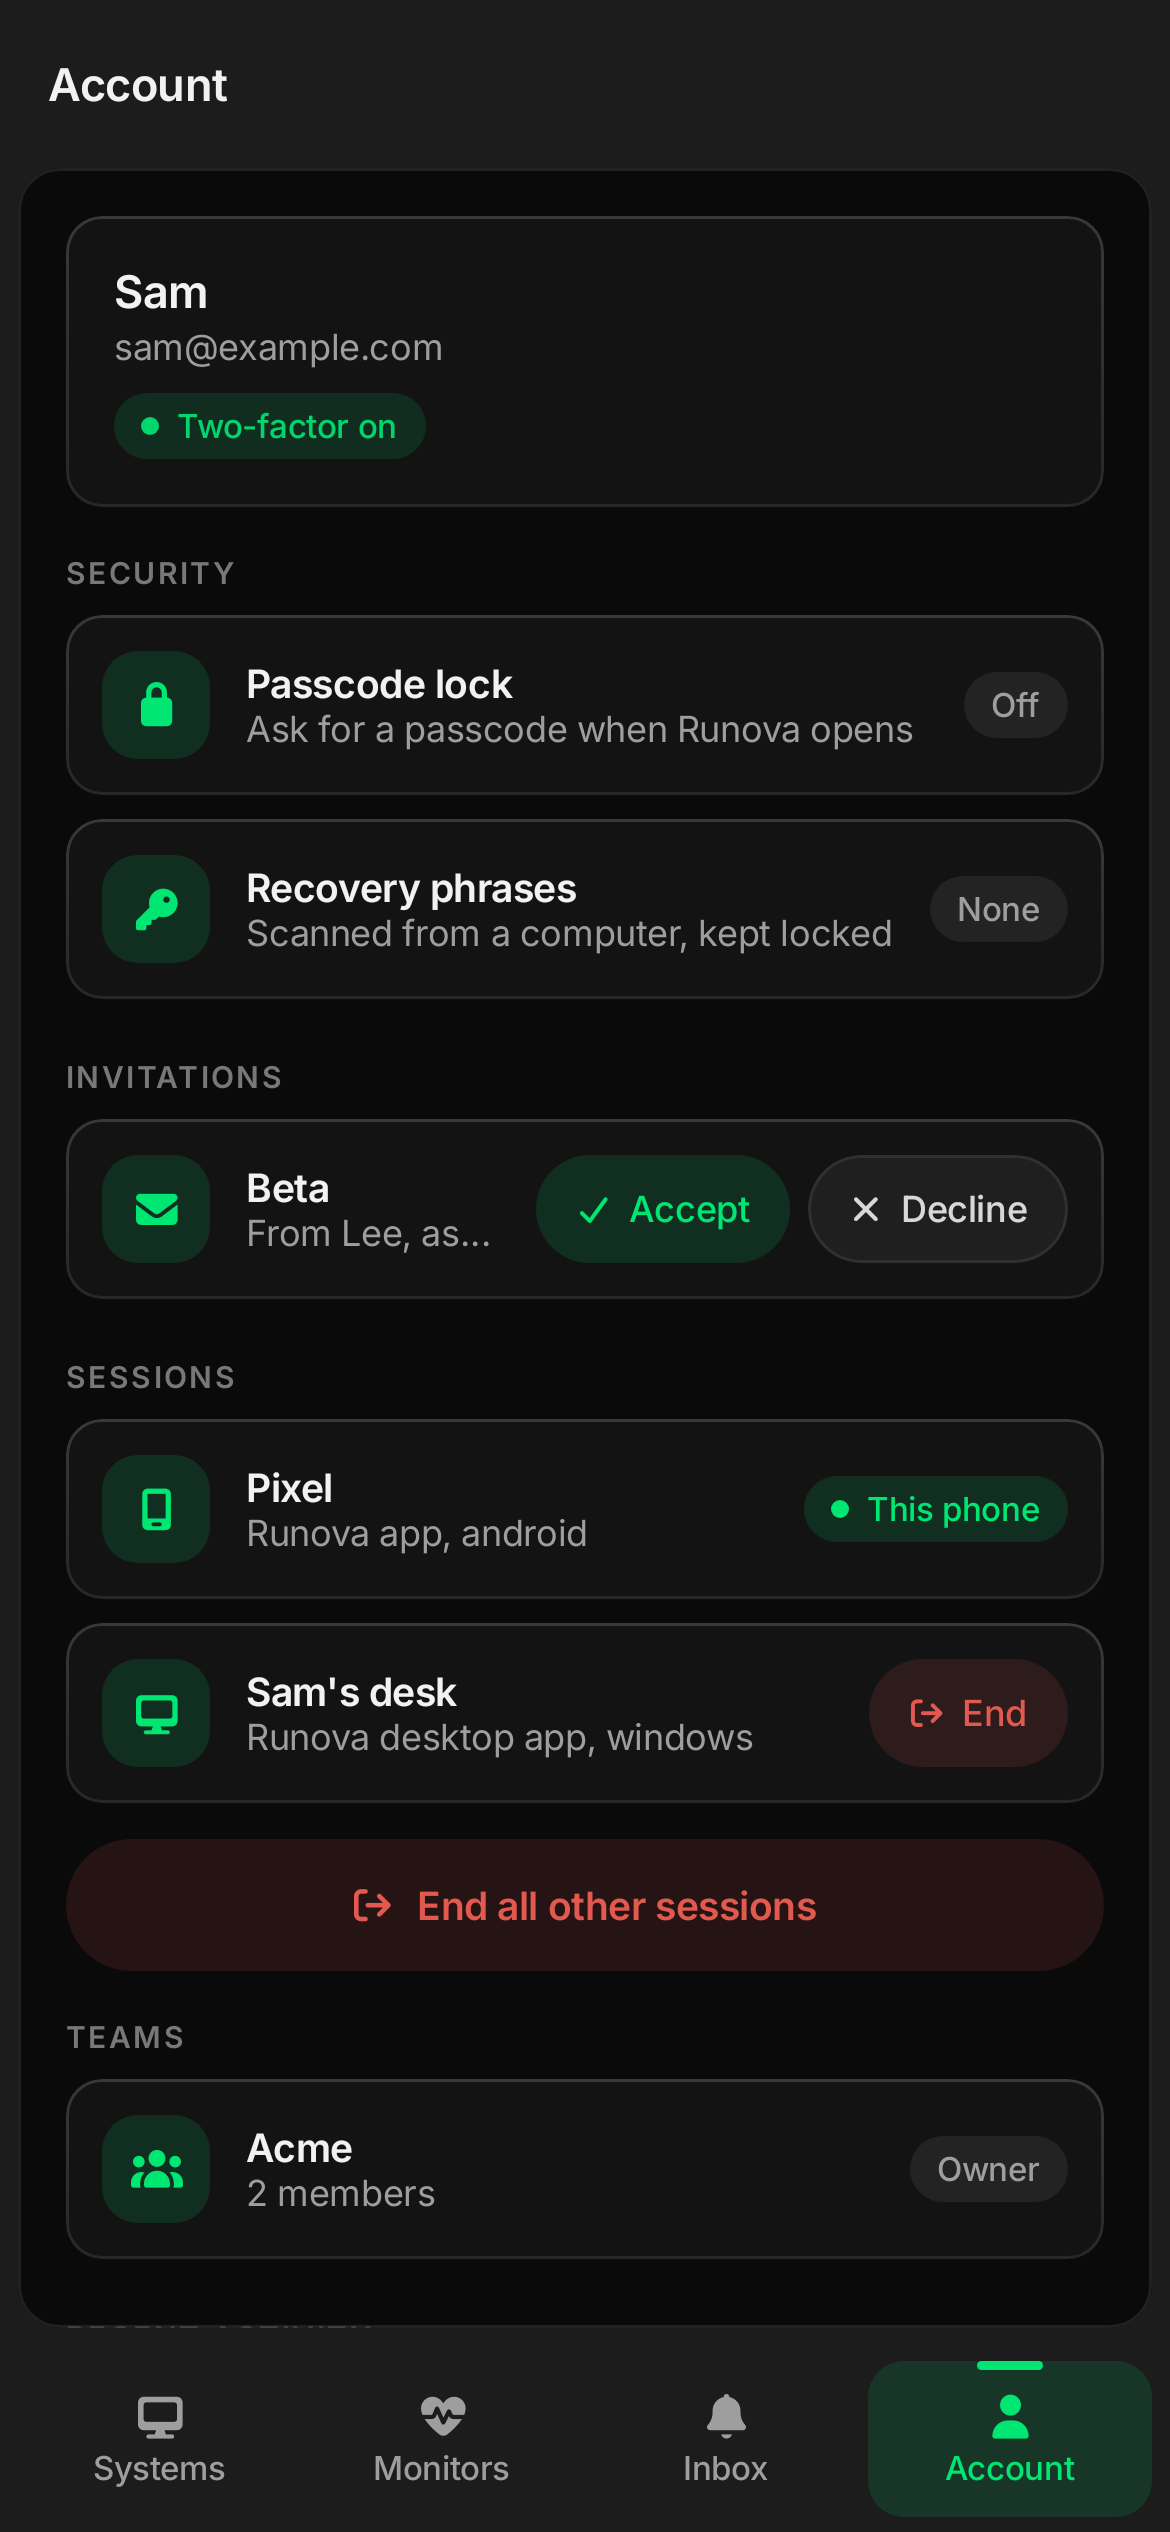 Account
Sam
sam@example.com
Two-factor on
SECURITY
Passcode lock
Ask for a passcode when Runova opens
Off
Recovery phrases
Scanned from a computer, kept locked
None
INVITATIONS
Beta
From Lee, as...
Accept
Decline
SESSIONS
Pixel
Runova app, android
This phone
Sam's desk
Runova desktop app, windows
End
End all other sessions
TEAMS
Acme
2 members
Owner
Systems
Monitors
Inbox
Account